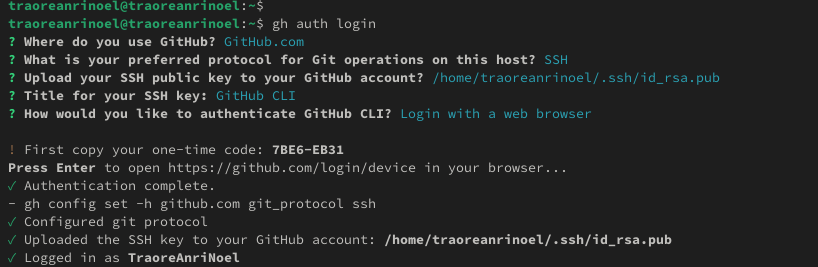 traoreanrinoel@traoreanrinoel:~$
traoreanrinoel@traoreanrinoel:~$ gh auth login
? Where do you use GitHub? GitHub.com
? What is your preferred protocol for Git operations on this host? SSH
? Upload your SSH public key to your GitHub account? /home/traoreanrinoel/.ssh/id_rsa.pub
? Title for your SSH key: GitHub CLI
? How would you like to authenticate GitHub CLI? Login with a web browser
! First copy your one-time code: 7BE6-EB31
Press Enter to open https://github.com/login/device in your browser...
✓ Authentication complete.
- gh config set -h github.com git_protocol ssh
✓ Configured git protocol
✓ Uploaded the SSH key to your GitHub account: /home/traoreanrinoel/.ssh/id_rsa.pub
✓ Logged in as TraoreAnriNoel